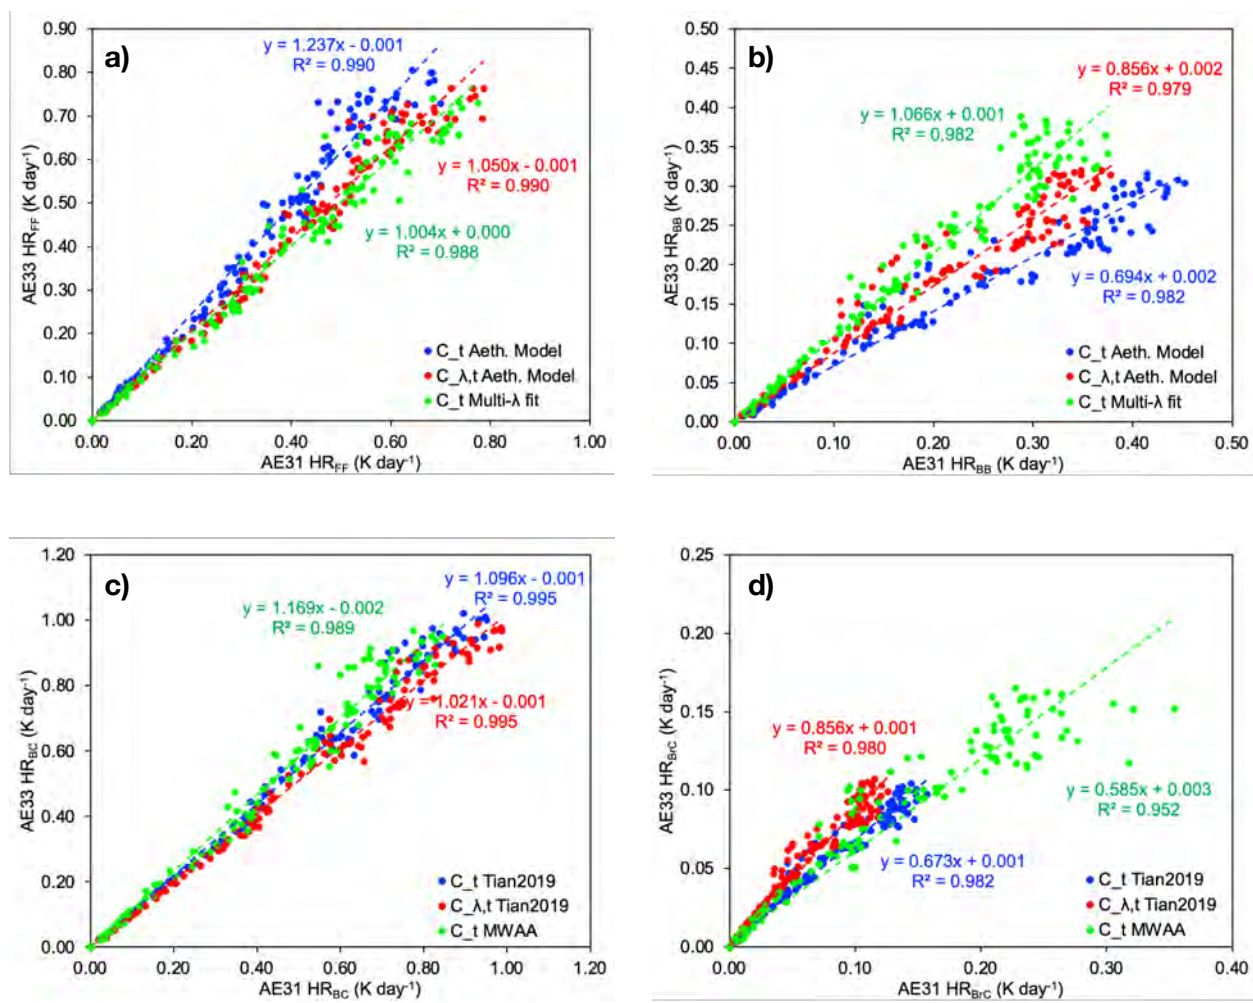 a)
0.90
0.80
0.70
0.60
0.50
0.40
0.30
0.20
0.10
0.00
AE33 HR_FF (K day⁻¹)
y = 1.237x - 0.001
R² = 0.990
y = 1.050x - 0.001
R² = 0.990
y = 1.004x + 0.000
R² = 0.988
C_t Aeth. Model
C_λ,t Aeth. Model
C_t Multi-λ fit
0.00 0.20 0.40 0.60 0.80 1.00
AE31 HR_FF (K day⁻¹)
b)
0.50
0.45
0.40
0.35
0.30
0.25
0.20
0.15
0.10
0.05
0.00
AE33 HR_BB (K day⁻¹)
y = 0.856x + 0.002
R² = 0.979
y = 1.066x + 0.001
R² = 0.982
y = 0.694x + 0.002
R² = 0.982
C_t Aeth. Model
C_λ,t Aeth. Model
C_t Multi-λ fit
0.00 0.10 0.20 0.30 0.40 0.50
AE31 HR_BB (K day⁻¹)
c)
1.20
1.00
0.80
0.60
0.40
0.20
0.00
AE33 HR_BC (K day⁻¹)
y = 1.096x - 0.001
R² = 0.995
y = 1.169x - 0.002
R² = 0.989
y = 1.021x - 0.001
R² = 0.995
C_t Tian2019
C_λ,t Tian2019
C_t MWAA
0.00 0.20 0.40 0.60 0.80 1.00 1.20
AE31 HR_BC (K day⁻¹)
d)
0.25
0.20
0.15
0.10
0.05
0.00
AE33 HR_BrC (K day⁻¹)
y = 0.856x + 0.001
R² = 0.980
y = 0.585x + 0.003
R² = 0.952
y = 0.673x + 0.001
R² = 0.982
C_t Tian2019
C_λ,t Tian2019
C_t MWAA
0.00 0.10 0.20 0.30 0.40
AE31 HR_BrC (K day⁻¹)